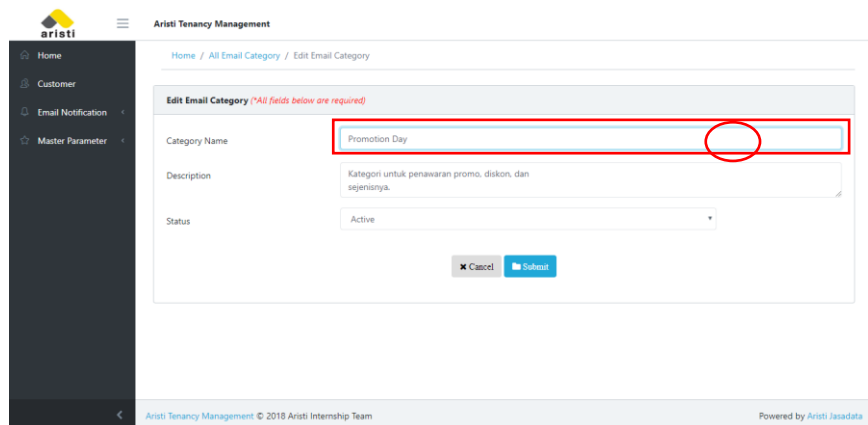 aristi
Aristi Tenancy Management
Home
Customer
Email Notification
Master Parameter
Home / All Email Category / Edit Email Category
Edit Email Category (*All fields below are required)
Category Name
Promotion Day
Description
Kategori untuk penawaran promo, diskon, dan
sejenisnya.
Status
Active
Cancel
Submit
Aristi Tenancy Management © 2018 Aristi Internship Team
Powered by Aristi Jasadata